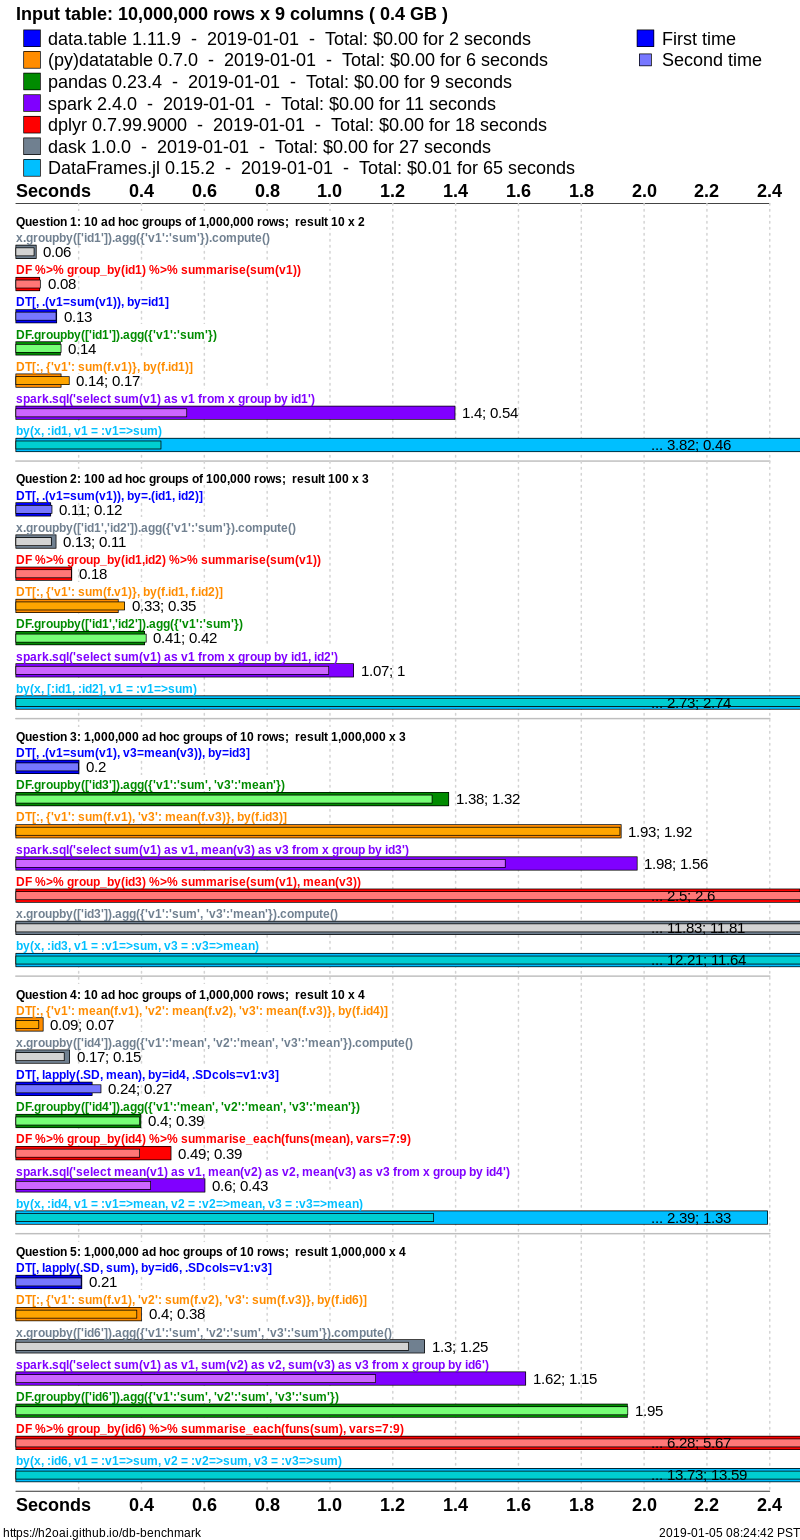 Input table: 10,000,000 rows x 9 columns ( 0.4 GB )
data.table 1.11.9 - 2019-01-01 - Total: $0.00 for 2 seconds
First time
(py)datatable 0.7.0 - 2019-01-01 - Total: $0.00 for 6 seconds
Second time
pandas 0.23.4 - 2019-01-01 - Total: $0.00 for 9 seconds
spark 2.4.0 - 2019-01-01 - Total: $0.00 for 11 seconds
dplyr 0.7.99.9000 - 2019-01-01 - Total: $0.00 for 18 seconds
dask 1.0.0 - 2019-01-01 - Total: $0.00 for 27 seconds
DataFrames.jl 0.15.2 - 2019-01-01 - Total: $0.01 for 65 seconds
Seconds 0.4 0.6 0.8 1.0 1.2 1.4 1.6 1.8 2.0 2.2 2.4
Question 1: 10 ad hoc groups of 1,000,000 rows; result 10 x 2
x.groupby(['id1']).agg({'v1':'sum'}).compute()
0.06
DF %>% group_by(id1) %>% summarise(sum(v1))
0.08
DT[, .(v1=sum(v1)), by=id1]
0.13
DF.groupby(['id1']).agg({'v1':'sum'})
0.14
DT[:, {'v1': sum(f.v1)}, by(f.id1)]
0.14; 0.17
spark.sql('select sum(v1) as v1 from x group by id1')
1.4; 0.54
by(x, :id1, v1 = :v1=>sum)
... 3.82; 0.46
Question 2: 100 ad hoc groups of 100,000 rows; result 100 x 3
DT[, .(v1=sum(v1)), by=.(id1, id2)]
0.11; 0.12
x.groupby(['id1','id2']).agg({'v1':'sum'}).compute()
0.13; 0.11
DF %>% group_by(id1,id2) %>% summarise(sum(v1))
0.18
DT[:, {'v1': sum(f.v1)}, by(f.id1, f.id2)]
0.33; 0.35
DF.groupby(['id1','id2']).agg({'v1':'sum'})
0.41; 0.42
spark.sql('select sum(v1) as v1 from x group by id1, id2')
1.07; 1
by(x, [:id1, :id2], v1 = :v1=>sum)
... 2.73; 2.74
Question 3: 1,000,000 ad hoc groups of 10 rows; result 1,000,000 x 3
DT[, .(v1=sum(v1), v3=mean(v3)), by=id3]
0.2
DF.groupby(['id3']).agg({'v1':'sum', 'v3':'mean'})
1.38; 1.32
DT[:, {'v1': sum(f.v1), 'v3': mean(f.v3)}, by(f.id3)]
1.93; 1.92
spark.sql('select sum(v1) as v1, mean(v3) as v3 from x group by id3')
1.98; 1.56
DF %>% group_by(id3) %>% summarise(sum(v1), mean(v3))
... 2.5; 2.6
x.groupby(['id3']).agg({'v1':'sum', 'v3':'mean'}).compute()
... 11.83; 11.81
by(x, :id3, v1 = :v1=>sum, v3 = :v3=>mean)
... 12.21; 11.64
Question 4: 10 ad hoc groups of 1,000,000 rows; result 10 x 4
DT[:, {'v1': mean(f.v1), 'v2': mean(f.v2), 'v3': mean(f.v3)}, by(f.id4)]
0.09; 0.07
x.groupby(['id4']).agg({'v1':'mean', 'v2':'mean', 'v3':'mean'}).compute()
0.17; 0.15
DT[, lapply(.SD, mean), by=id4, .SDcols=v1:v3]
0.24; 0.27
DF.groupby(['id4']).agg({'v1':'mean', 'v2':'mean', 'v3':'mean'})
0.4; 0.39
DF %>% group_by(id4) %>% summarise_each(funs(mean), vars=7:9)
0.49; 0.39
spark.sql('select mean(v1) as v1, mean(v2) as v2, mean(v3) as v3 from x group by id4')
0.6; 0.43
by(x, :id4, v1 = :v1=>mean, v2 = :v2=>mean, v3 = :v3=>mean)
... 2.39; 1.33
Question 5: 1,000,000 ad hoc groups of 10 rows; result 1,000,000 x 4
DT[, lapply(.SD, sum), by=id6, .SDcols=v1:v3]
0.21
DT[:, {'v1': sum(f.v1), 'v2': sum(f.v2), 'v3': sum(f.v3)}, by(f.id6)]
0.4; 0.38
x.groupby(['id6']).agg({'v1':'sum', 'v2':'sum', 'v3':'sum'}).compute()
1.3; 1.25
spark.sql('select sum(v1) as v1, sum(v2) as v2, sum(v3) as v3 from x group by id6')
1.62; 1.15
DF.groupby(['id6']).agg({'v1':'sum', 'v2':'sum', 'v3':'sum'})
1.95
DF %>% group_by(id6) %>% summarise_each(funs(sum), vars=7:9)
... 6.28; 5.67
by(x, :id6, v1 = :v1=>sum, v2 = :v2=>sum, v3 = :v3=>sum)
... 13.73; 13.59
Seconds 0.4 0.6 0.8 1.0 1.2 1.4 1.6 1.8 2.0 2.2 2.4
https://h2oai.github.io/db-benchmark
2019-01-05 08:24:42 PST